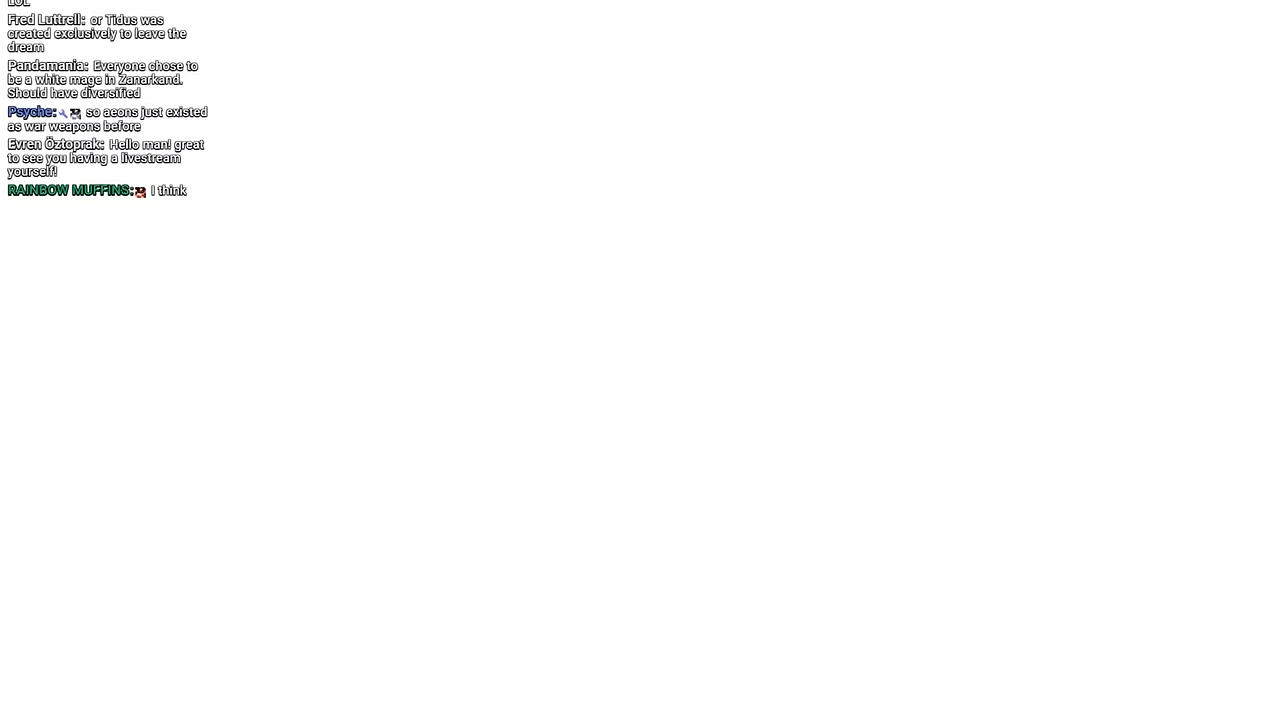 LOL
Fred Luttrell: or Tidus was
created exclusively to leave the
dream
Pandamania: Everyone chose to
be a white mage in Zanarkand.
Should have diversified
Psyche: so aeons just existed
as war weapons before
Evren Öztoprak: Hello man! great
to see you having a livestream
yourself!
RAINBOW MUFFINS: I think